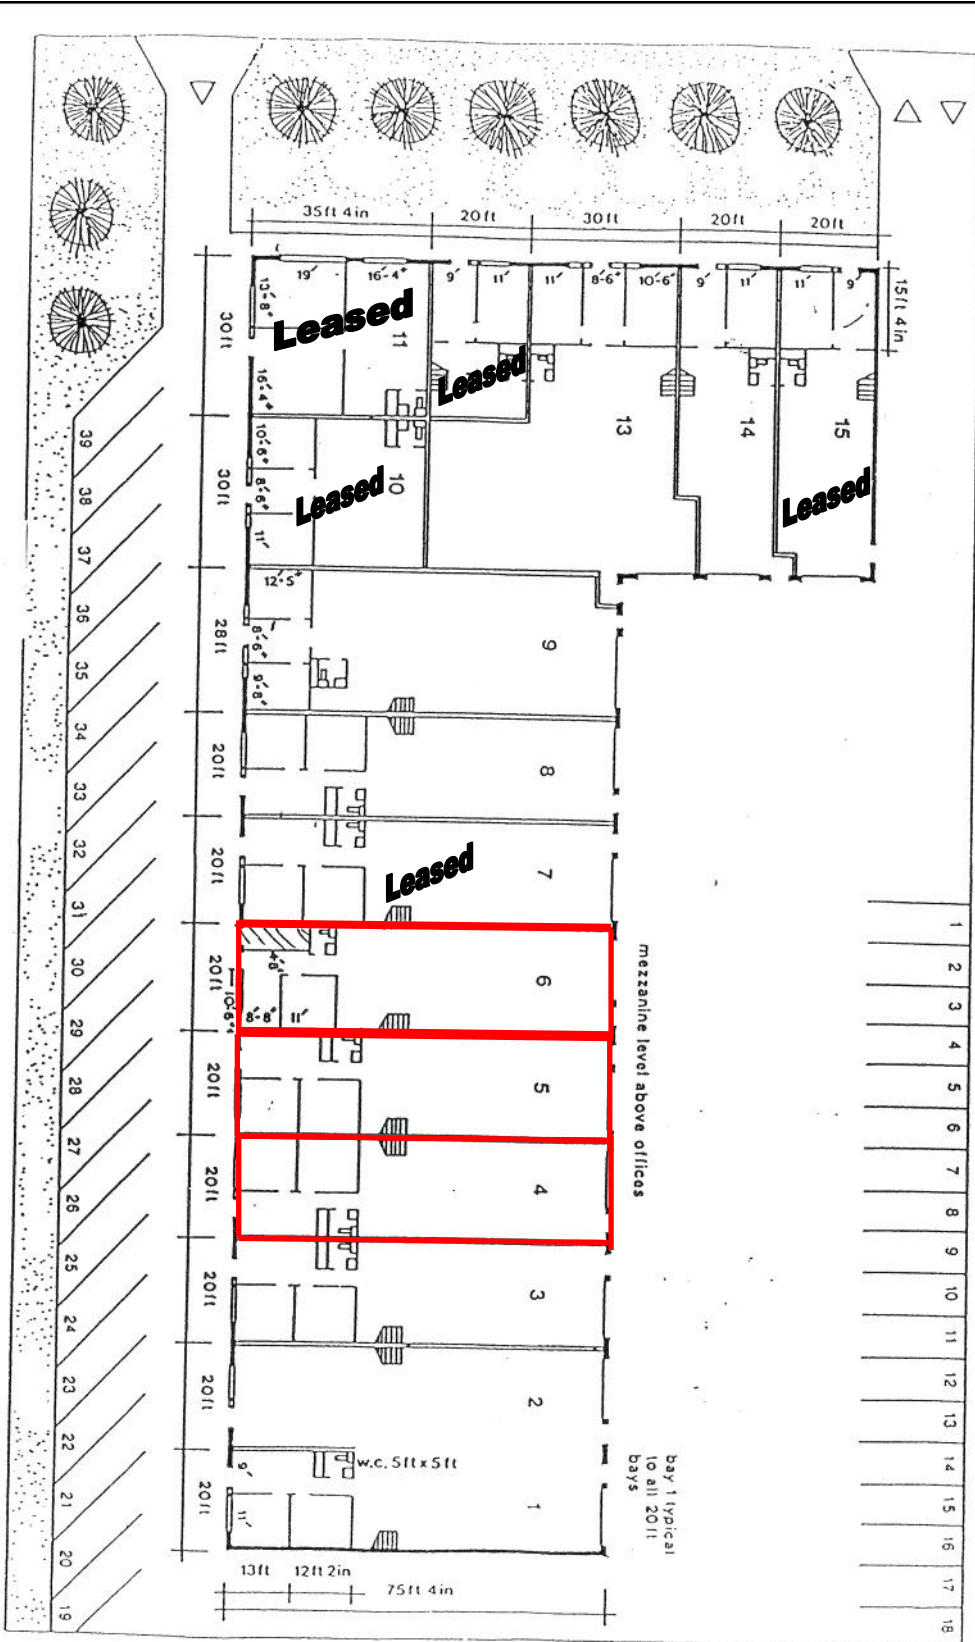 35ft 4in
20ft
30ft
20ft
20ft
19'
16'-4"
9'
11'
11'
8'-6"
10'-6"
9'
11'
11'
9'
15ft 4in
13'-8"
30ft
Leased
11
Leased
16'-4"
13
14
15
Leased
39
10'-6"
38
30ft
8'-6"
Leased
10
11'
37
12'-5"
36
28ft
8'-6"
9
35
9'-8"
34
20ft
8
33
32
20ft
Leased
7
31
1
30
20ft
4'8"
6
mezzanine level above offices
2
10'-6"
8'-8"
11'
3
29
4
28
20ft
5
5
27
6
26
20ft
4
7
8
25
9
20ft
3
10
24
11
23
20ft
2
12
13
22
w.c. 5ft x 5ft
bay 1 typical
to all 20ft
bays
14
9'
21
20ft
11'
1
15
20
16
13ft
12ft 2in
75ft 4in
17
19
18